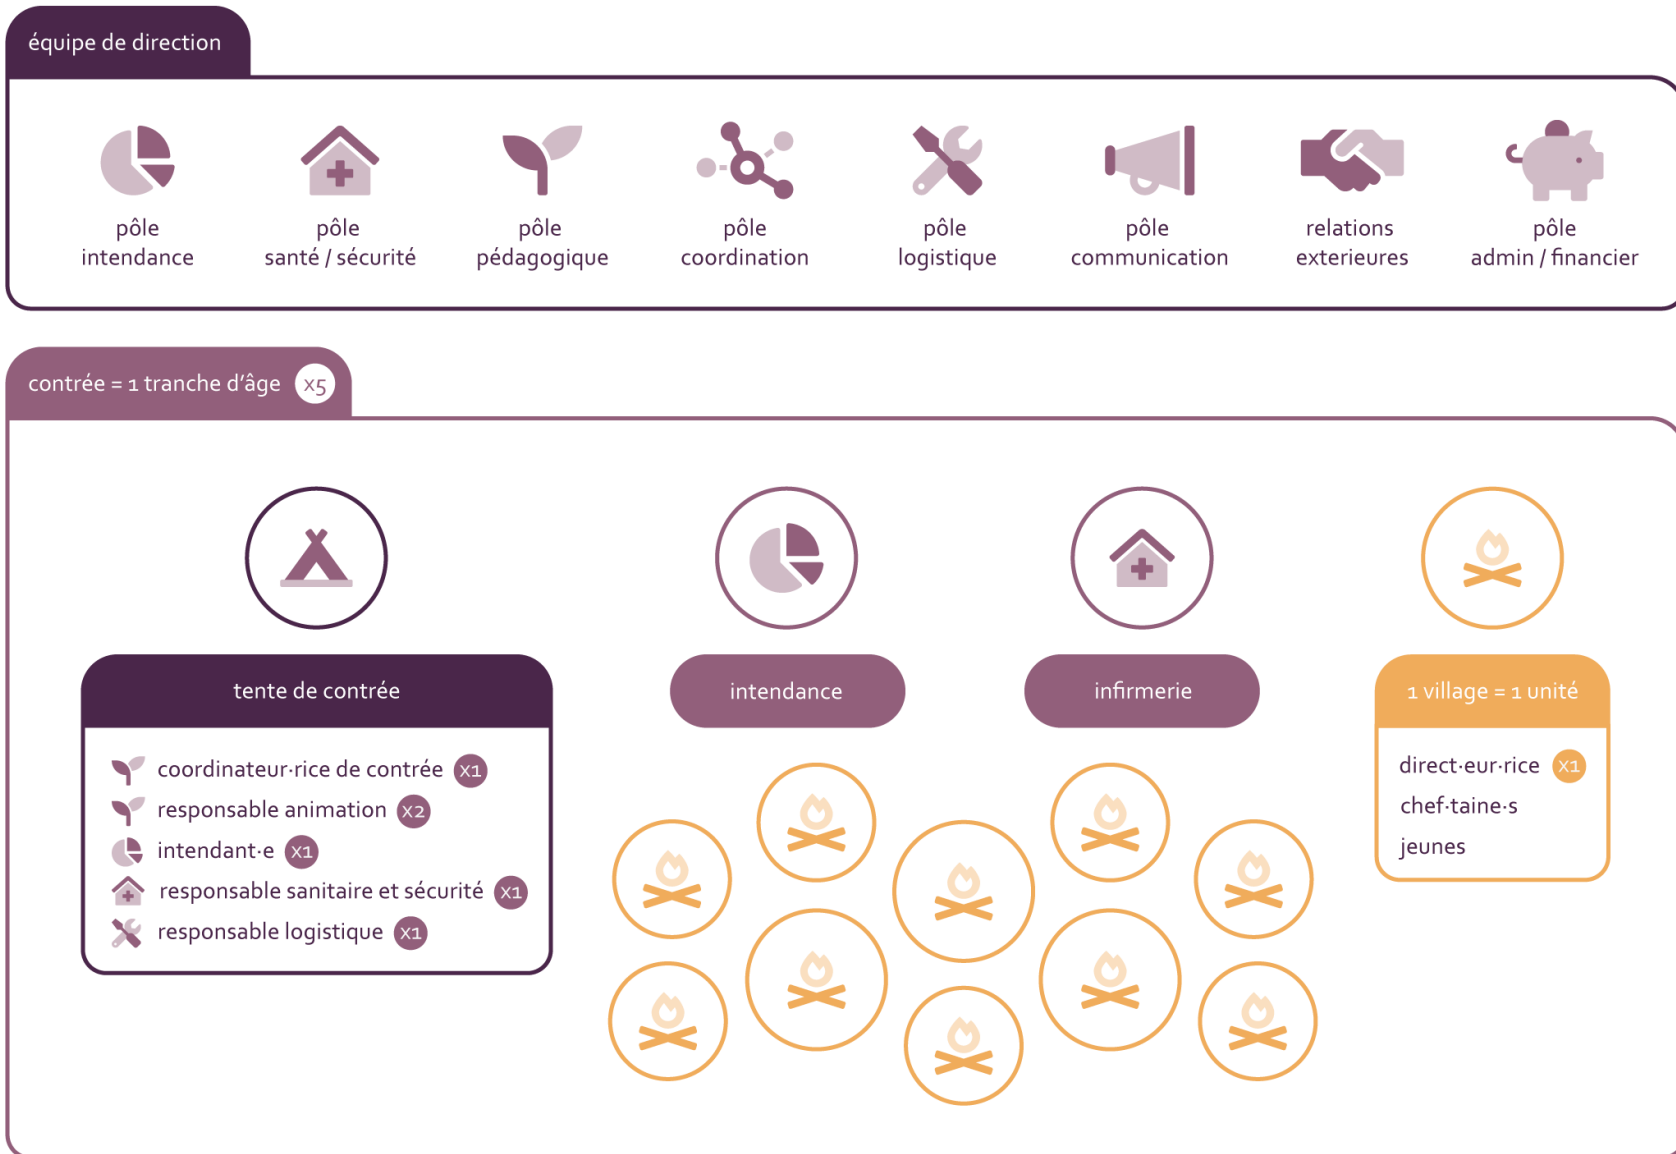 équipe de direction
pôle
intendance
pôle
santé / sécurité
pôle
pédagogique
pôle
coordination
pôle
logistique
pôle
communication
relations
exterieures
pôle
admin / financier
contrée = 1 tranche d'âge x5
tente de contrée
coordinateur·rice de contrée x1
responsable animation x2
intendant·e x1
responsable sanitaire et sécurité x1
responsable logistique x1
intendance
infirmerie
1 village = 1 unité
direct·eur·rice x1
chef·taine·s
jeunes